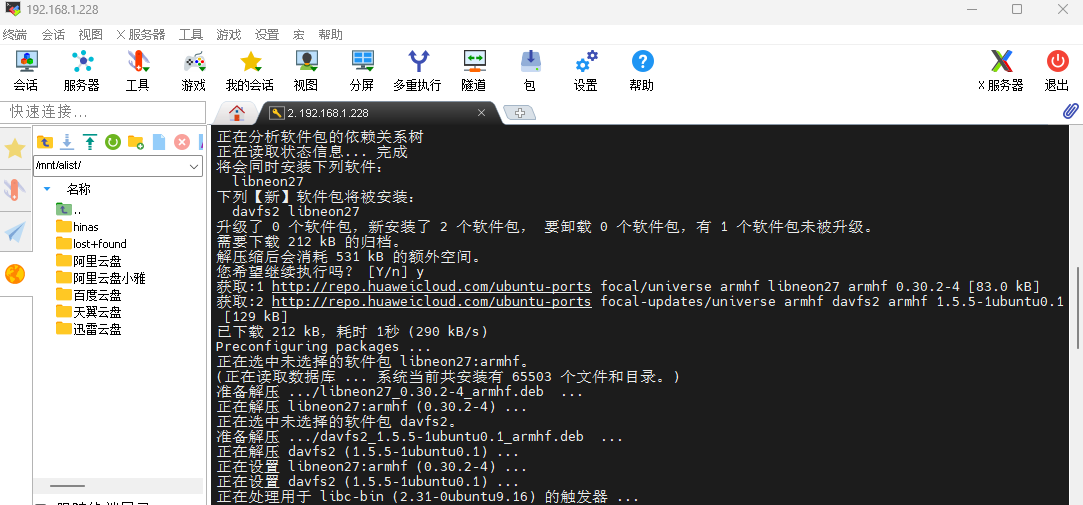 192.168.1.228
终端 会话 视图 X 服务器 工具 游戏 设置 宏 帮助
会话 服务器 工具 游戏 我的会话 视图 分屏 多重执行 隧道 包 设置 帮助 X 服务器 退出
快速连接...
2. 192.168.1.228
/mnt/alist/
名称
..
hinas
lost+found
阿里云盘
阿里云盘小雅
百度云盘
天翼云盘
迅雷云盘
正在分析软件包的依赖关系树
正在读取状态信息... 完成
将会同时安装下列软件：
libneon27
下列【新】软件包将被安装：
davfs2 libneon27
升级了 0 个软件包，新安装了 2 个软件包， 要卸载 0 个软件包，有 1 个软件包未被升级。
需要下载 212 kB 的归档。
解压缩后会消耗 531 kB 的额外空间。
您希望继续执行吗？ [Y/n] y
获取:1 http://repo.huaweicloud.com/ubuntu-ports focal/universe armhf libneon27 armhf 0.30.2-4 [83.0 kB]
获取:2 http://repo.huaweicloud.com/ubuntu-ports focal-updates/universe armhf davfs2 armhf 1.5.5-1ubuntu0.1
[129 kB]
已下载 212 kB，耗时 1秒 (290 kB/s)
Preconfiguring packages ...
正在选中未选择的软件包 libneon27:armhf。
(正在读取数据库 ... 系统当前共安装有 65503 个文件和目录。)
准备解压 .../libneon27_0.30.2-4_armhf.deb ...
正在解压 libneon27:armhf (0.30.2-4) ...
正在选中未选择的软件包 davfs2。
准备解压 .../davfs2_1.5.5-1ubuntu0.1_armhf.deb ...
正在解压 davfs2 (1.5.5-1ubuntu0.1) ...
正在设置 libneon27:armhf (0.30.2-4) ...
正在设置 davfs2 (1.5.5-1ubuntu0.1) ...
正在处理用于 libc-bin (2.31-0ubuntu9.16) 的触发器 ...